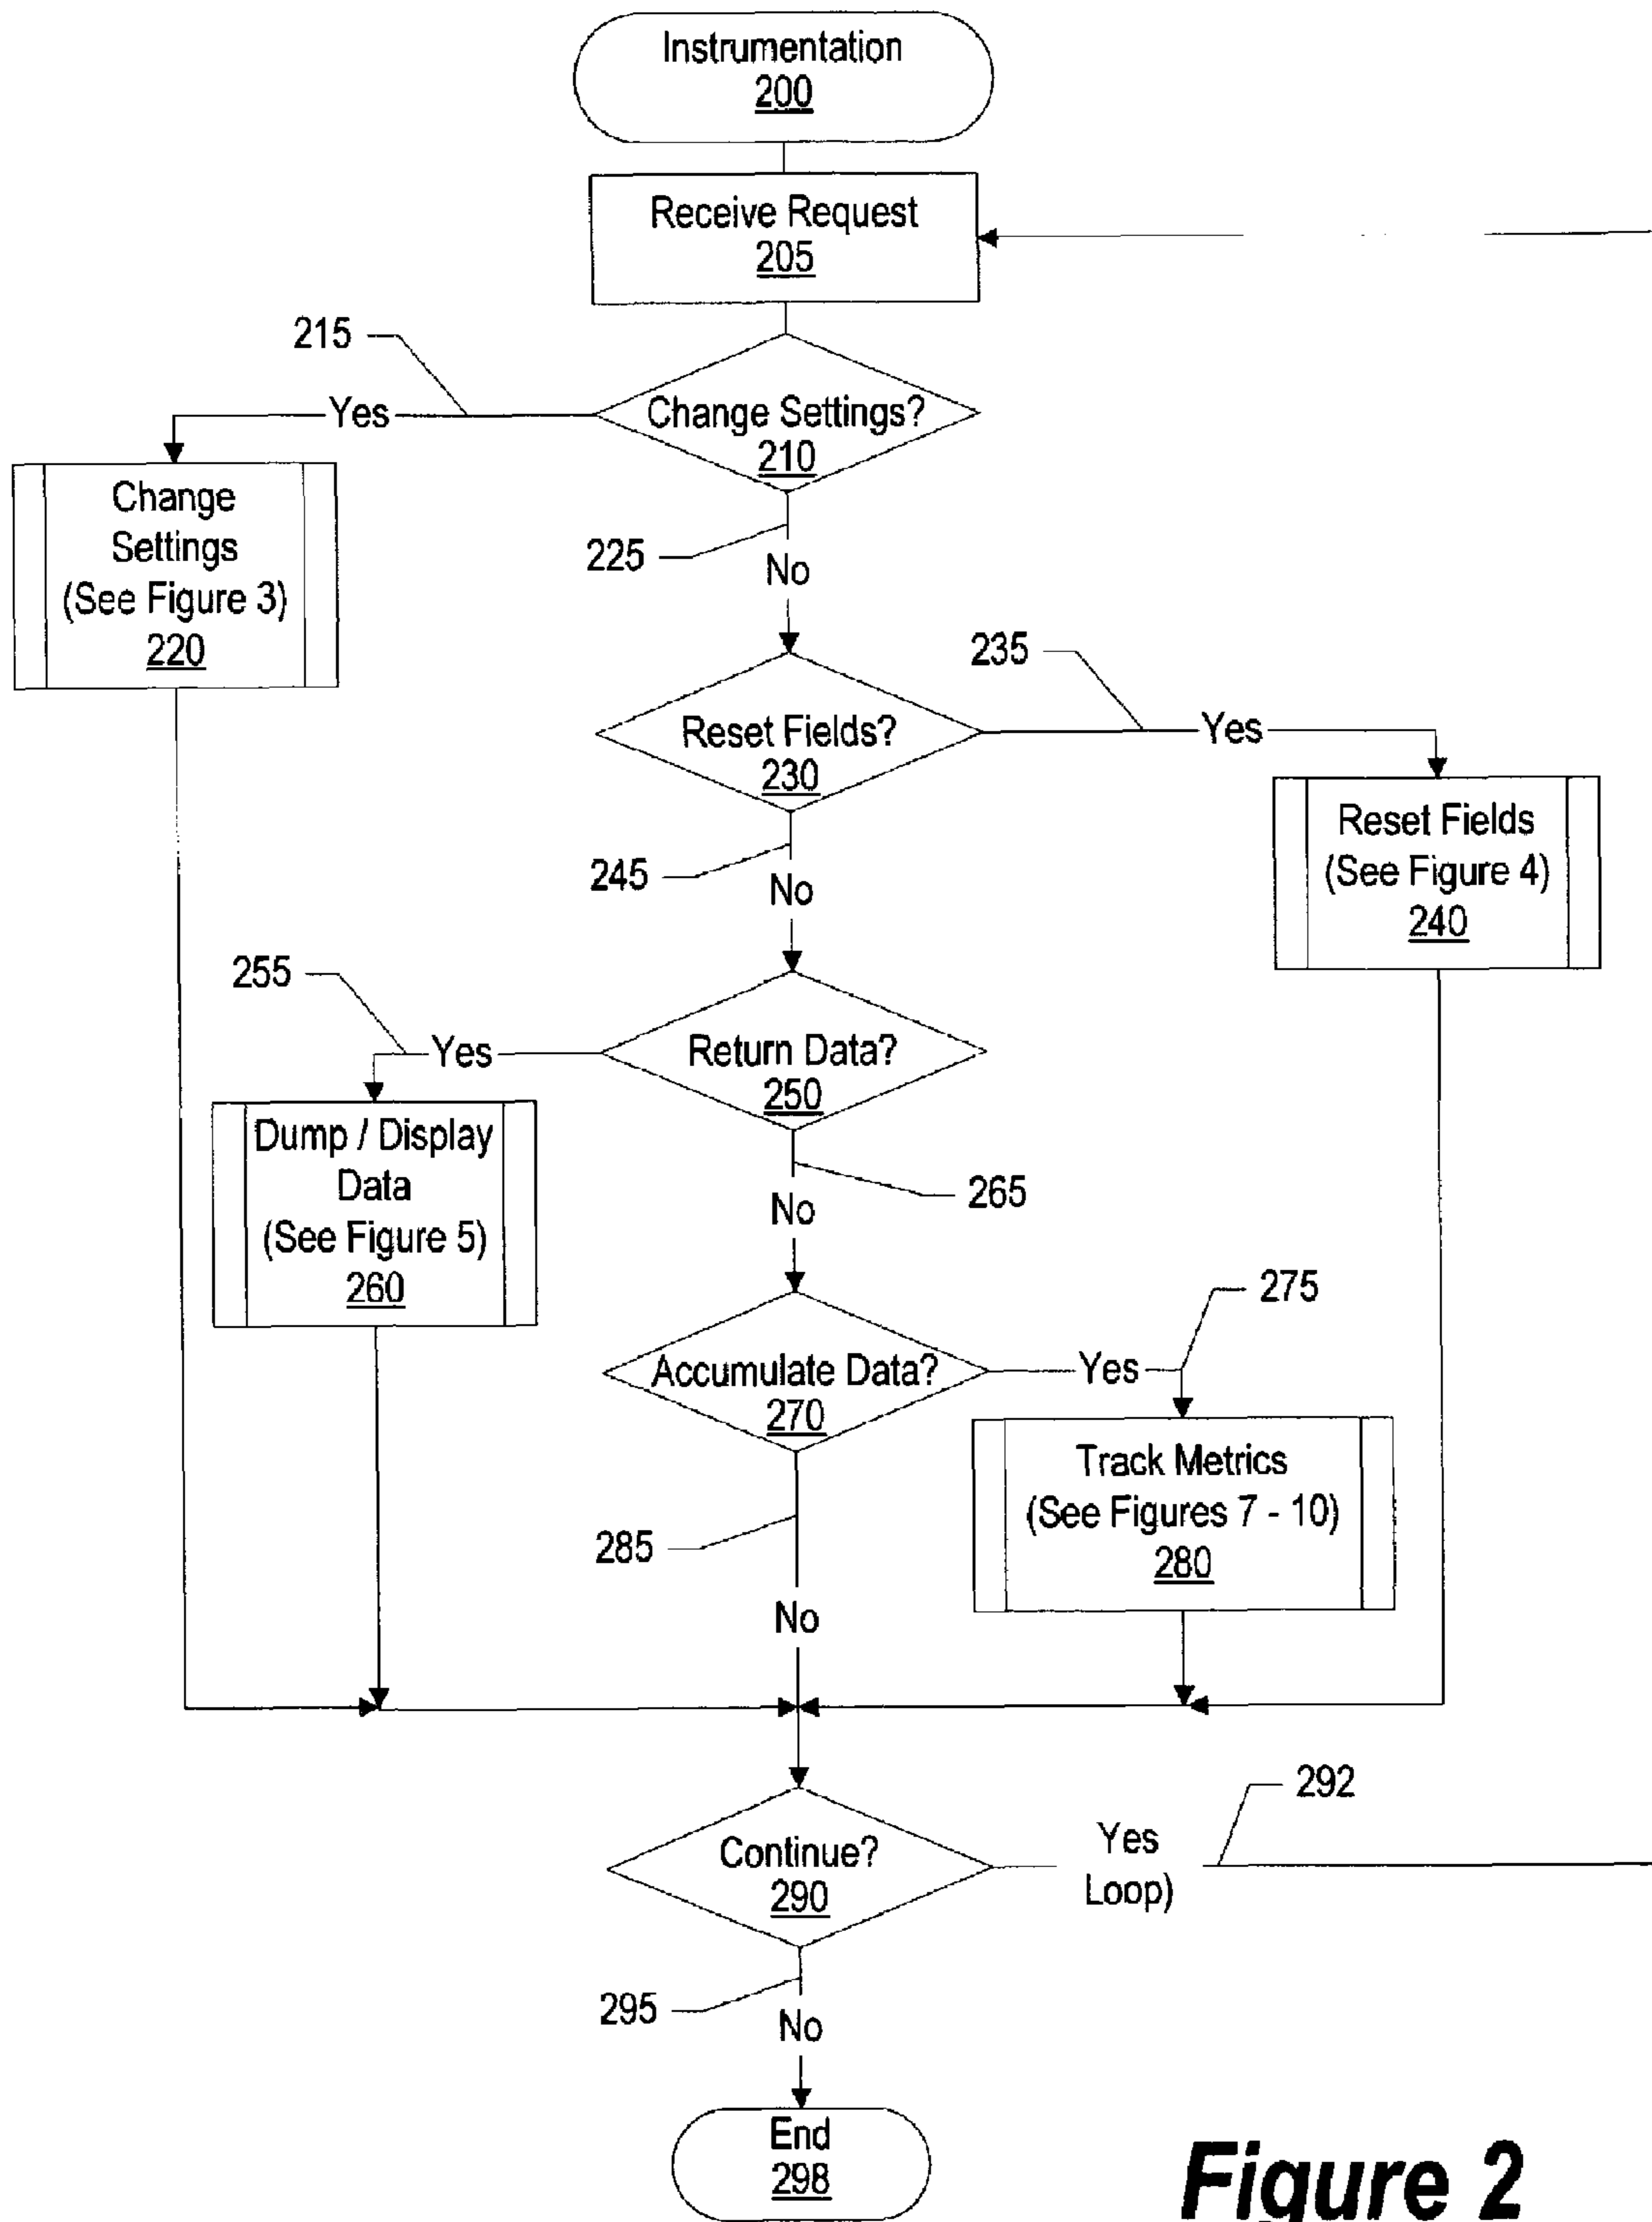 Instrumentation
200
Receive Request
205
215
Yes
Change Settings?
210
Change
Settings
(See Figure 3)
220
225
No
235
Reset Fields?
230
Yes
Reset Fields
(See Figure 4)
240
245
No
255
Yes
Return Data?
250
Dump / Display
Data
(See Figure 5)
260
265
No
275
Accumulate Data?
270
Yes
Track Metrics
(See Figures 7 - 10)
280
285
No
292
Continue?
290
Yes
Loop)
295
No
End
298
Figure 2